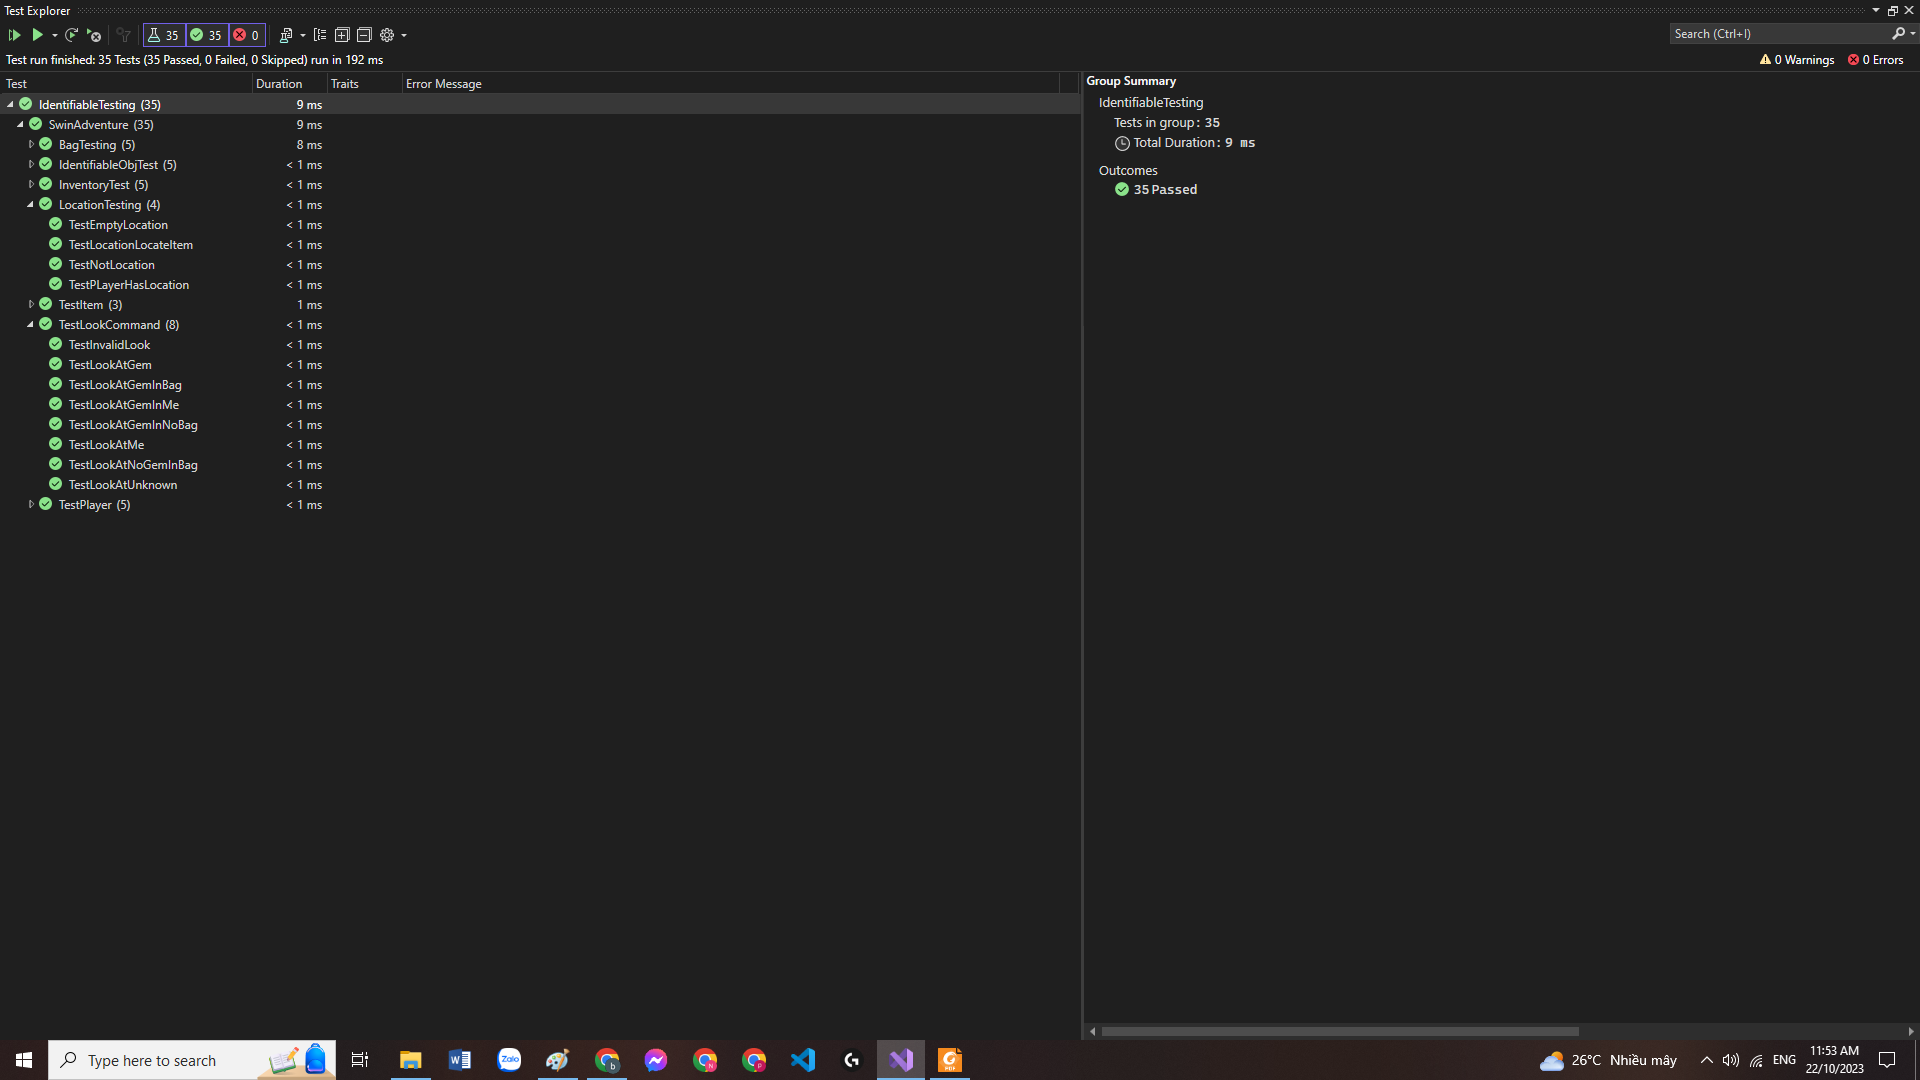 Test Explorer
35 35 0
Search (Ctrl+I)
Test run finished: 35 Tests (35 Passed, 0 Failed, 0 Skipped) run in 192 ms
0 Warnings 0 Errors
Test Duration Traits Error Message
IdentifiableTesting (35) 9 ms
SwinAdventure (35) 9 ms
BagTesting (5) 8 ms
IdentifiableObjTest (5) < 1 ms
InventoryTest (5) < 1 ms
LocationTesting (4) < 1 ms
TestEmptyLocation < 1 ms
TestLocationLocateItem < 1 ms
TestNotLocation < 1 ms
TestPLayerHasLocation < 1 ms
TestItem (3) 1 ms
TestLookCommand (8) < 1 ms
TestInvalidLook < 1 ms
TestLookAtGem < 1 ms
TestLookAtGemInBag < 1 ms
TestLookAtGemInMe < 1 ms
TestLookAtGemInNoBag < 1 ms
TestLookAtMe < 1 ms
TestLookAtNoGemInBag < 1 ms
TestLookAtUnknown < 1 ms
TestPlayer (5) < 1 ms
Group Summary
IdentifiableTesting
Tests in group: 35
Total Duration: 9 ms
Outcomes
35 Passed
Type here to search
Zalo
26°C Nhiều mây
ENG
11:53 AM
22/10/2023